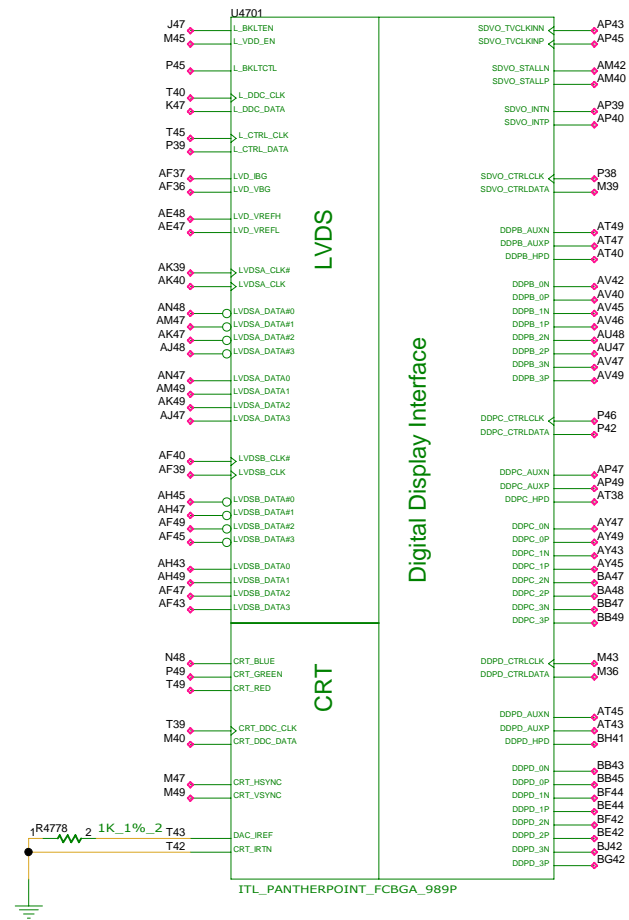 U4701
J47 L_BKLTEN SDVO_TVCLKINN AP43
M45 L_VDD_EN SDVO_TVCLKINP AP45
P45 L_BKLTCTL SDVO_STALLN AM42
SDVO_STALLP AM40
T40 L_DDC_CLK
K47 L_DDC_DATA SDVO_INTN AP39
SDVO_INTP AP40
T45 L_CTRL_CLK
P39 L_CTRL_DATA
AF37 LVD_IBG SDVO_CTRLCLK P38
AF36 LVD_VBG SDVO_CTRLDATA M39
AE48 LVD_VREFH
AE47 LVD_VREFL DDPB_AUXN AT49
DDPB_AUXP AT47
DDPB_HPD AT40
LVDS
AK39 LVDSA_CLK#
AK40 LVDSA_CLK DDPB_0N AV42
DDPB_0P AV40
AN48 LVDSA_DATA#0 DDPB_1N AV45
AM47 LVDSA_DATA#1 DDPB_1P AV46
AK47 LVDSA_DATA#2 DDPB_2N AU48
AJ48 LVDSA_DATA#3 DDPB_2P AU47
DDPB_3N AV47
AN47 LVDSA_DATA0 DDPB_3P AV49
AM49 LVDSA_DATA1
AK49 LVDSA_DATA2
AJ47 LVDSA_DATA3 DDPC_CTRLCLK P46
DDPC_CTRLDATA P42
Digital Display Interface
AF40 LVDSB_CLK#
AF39 LVDSB_CLK DDPC_AUXN AP47
DDPC_AUXP AP49
AH45 LVDSB_DATA#0 DDPC_HPD AT38
AH47 LVDSB_DATA#1
AF49 LVDSB_DATA#2 DDPC_0N AY47
AF45 LVDSB_DATA#3 DDPC_0P AY49
DDPC_1N AY43
AH43 LVDSB_DATA0 DDPC_1P AY45
AH49 LVDSB_DATA1 DDPC_2N BA47
AF47 LVDSB_DATA2 DDPC_2P BA48
AF43 LVDSB_DATA3 DDPC_3N BB47
DDPC_3P BB49
N48 CRT_BLUE DDPD_CTRLCLK M43
P49 CRT_GREEN DDPD_CTRLDATA M36
T49 CRT_RED
CRT
DDPD_AUXN AT45
T39 CRT_DDC_CLK DDPD_AUXP AT43
M40 CRT_DDC_DATA DDPD_HPD BH41
DDPD_0N BB43
M47 CRT_HSYNC DDPD_0P BB45
M49 CRT_VSYNC DDPD_1N BF44
DDPD_1P BE44
DDPD_2N BF42
1 R4778 2 1K_1%_2 T43 DAC_IREF DDPD_2P BE42
T42 CRT_IRTN DDPD_3N BJ42
DDPD_3P BG42
ITL_PANTHERPOINT_FCBGA_989P